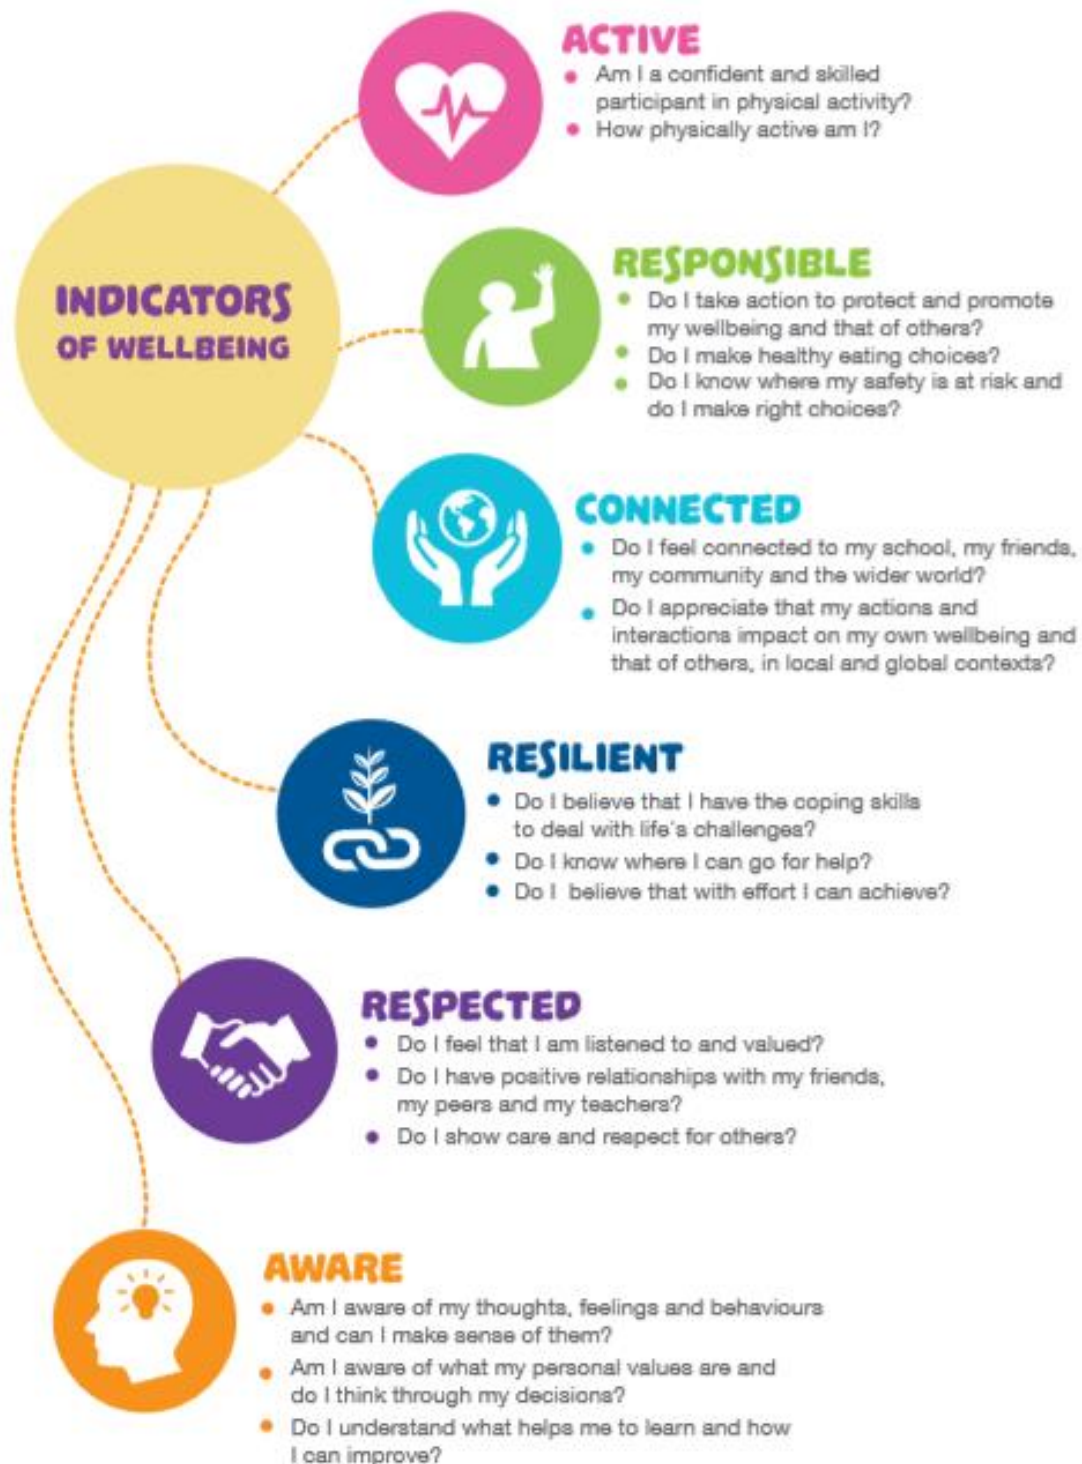 ACTIVE
Am I a confident and skilled
participant in physical activity?
How physically active am I?
INDICATORS
OF WELLBEING
RESPONSIBLE
Do I take action to protect and promote
my wellbeing and that of others?
Do I make healthy eating choices?
Do I know where my safety is at risk and
do I make right choices?
CONNECTED
Do I feel connected to my school, my friends,
my community and the wider world?
Do I appreciate that my actions and
interactions impact on my own wellbeing and
that of others, in local and global contexts?
RESILIENT
Do I believe that I have the coping skills
to deal with life's challenges?
Do I know where I can go for help?
Do I believe that with effort I can achieve?
RESPECTED
Do I feel that I am listened to and valued?
Do I have positive relationships with my friends,
my peers and my teachers?
Do I show care and respect for others?
AWARE
Am I aware of my thoughts, feelings and behaviours
and can I make sense of them?
Am I aware of what my personal values are and
do I think through my decisions?
Do I understand what helps me to learn and how
I can improve?